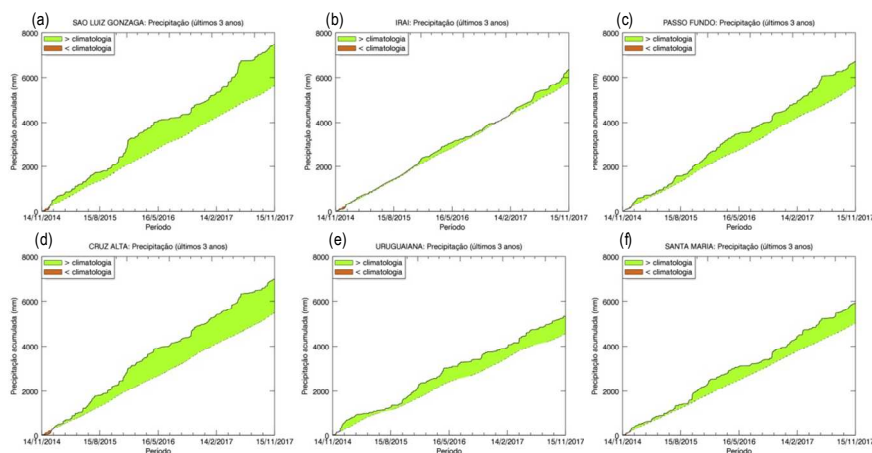 (a)
SAO LUIZ GONZAGA: Precipitação (últimos 3 anos)
> climatologia
< climatologia
Precipitação acumulada (mm)
8000
6000
4000
2000
0
14/11/2014 15/8/2015 16/5/2016 14/2/2017 15/11/2017
Periodo
(b)
IRAI: Precipitação (últimos 3 anos)
> climatologia
< climatologia
Precipitação acumulada (mm)
8000
6000
4000
2000
0
14/11/2014 15/8/2015 16/5/2016 14/2/2017 15/11/2017
Periodo
(c)
PASSO FUNDO: Precipitação (últimos 3 anos)
> climatologia
< climatologia
Precipitação acumulada (mm)
8000
6000
4000
2000
0
14/11/2014 15/8/2015 16/5/2016 14/2/2017 15/11/2017
Periodo
(d)
CRUZ ALTA: Precipitação (últimos 3 anos)
> climatologia
< climatologia
Precipitação acumulada (mm)
8000
6000
4000
2000
0
14/11/2014 15/8/2015 16/5/2016 14/2/2017 15/11/2017
Periodo
(e)
URUGUAIANA: Precipitação (últimos 3 anos)
> climatologia
< climatologia
Precipitação acumulada (mm)
8000
6000
4000
2000
0
14/11/2014 15/8/2015 16/5/2016 14/2/2017 15/11/2017
Periodo
(f)
SANTA MARIA: Precipitação (últimos 3 anos)
> climatologia
< climatologia
Precipitação acumulada (mm)
8000
6000
4000
2000
0
14/11/2014 15/8/2015 16/5/2016 14/2/2017 15/11/2017
Periodo